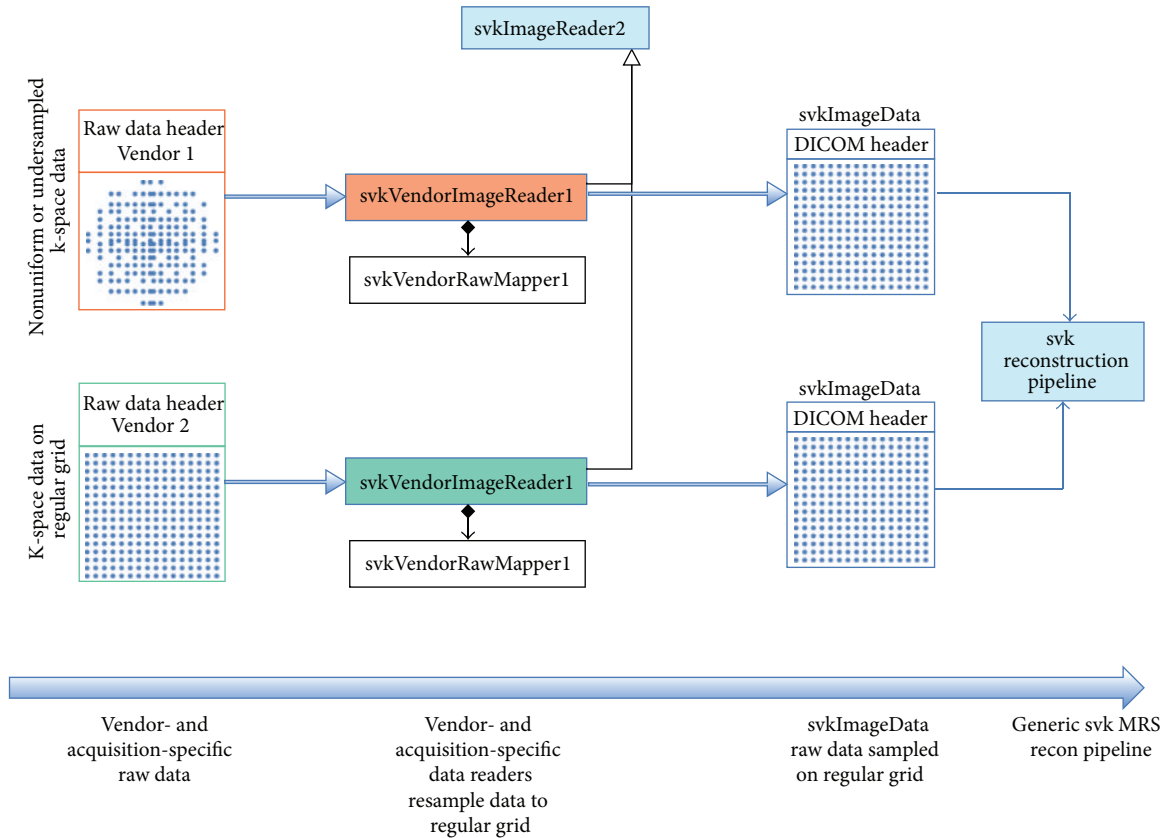 svkImageReader2
Nonuniform or undersampled
k-space data
Raw data header
Vendor 1
svkVendorImageReader1
svkVendorRawMapper1
svkImageData
DICOM header
svk
reconstruction
pipeline
K-space data on
regular grid
Raw data header
Vendor 2
svkVendorImageReader1
svkVendorRawMapper1
svkImageData
DICOM header
Vendor- and
acquisition-specific
raw data
Vendor- and
acquisition-specific
data readers
resample data to
regular grid
svkImageData
raw data sampled
on regular grid
Generic svk MRS
recon pipeline